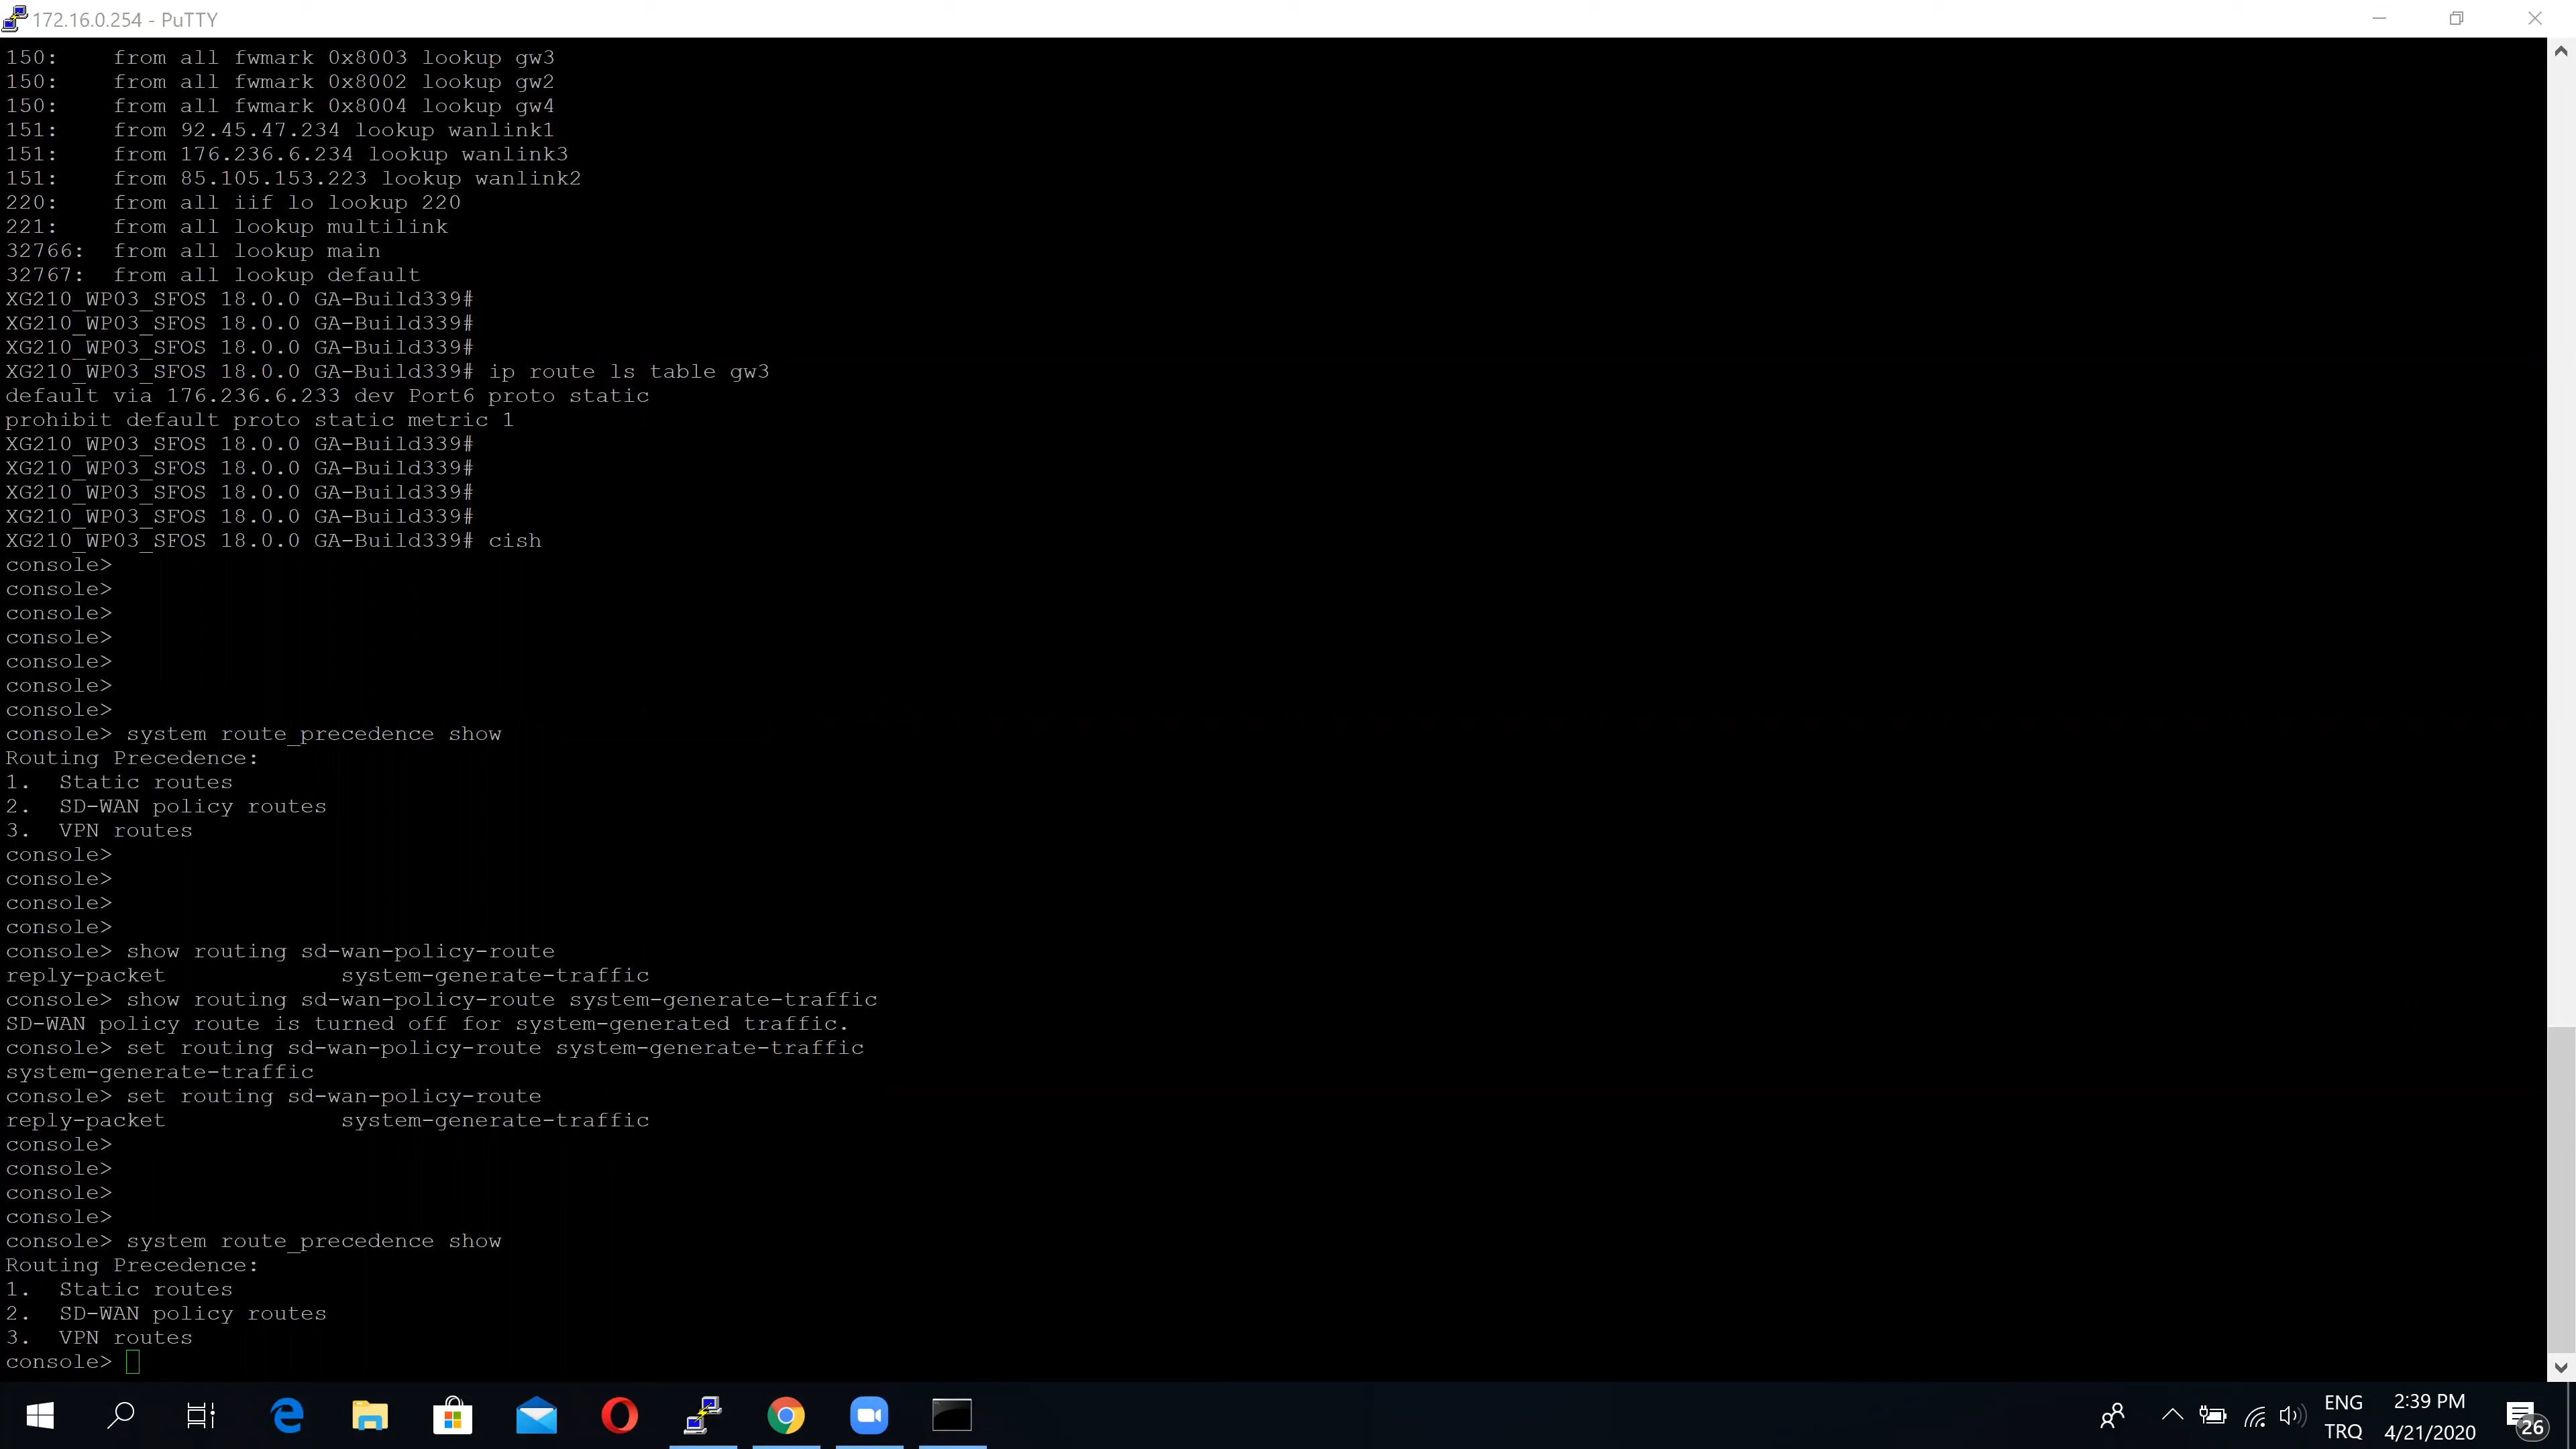 172.16.0.254 - PuTTY
150:    from all fwmark 0x8003 lookup gw3
150:    from all fwmark 0x8002 lookup gw2
150:    from all fwmark 0x8004 lookup gw4
151:    from 92.45.47.234 lookup wanlink1
151:    from 176.236.6.234 lookup wanlink3
151:    from 85.105.153.223 lookup wanlink2
220:    from all iif lo lookup 220
221:    from all lookup multilink
32766:  from all lookup main
32767:  from all lookup default
XG210_WP03_SFOS 18.0.0 GA-Build339#
XG210_WP03_SFOS 18.0.0 GA-Build339#
XG210_WP03_SFOS 18.0.0 GA-Build339#
XG210_WP03_SFOS 18.0.0 GA-Build339# ip route ls table gw3
default via 176.236.6.233 dev Port6 proto static
prohibit default proto static metric 1
XG210_WP03_SFOS 18.0.0 GA-Build339#
XG210_WP03_SFOS 18.0.0 GA-Build339#
XG210_WP03_SFOS 18.0.0 GA-Build339#
XG210_WP03_SFOS 18.0.0 GA-Build339#
XG210_WP03_SFOS 18.0.0 GA-Build339# cish
console>
console>
console>
console>
console>
console>
console>
console> system route_precedence show
Routing Precedence:
1.  Static routes
2.  SD-WAN policy routes
3.  VPN routes
console>
console>
console>
console>
console> show routing sd-wan-policy-route
reply-packet             system-generate-traffic
console> show routing sd-wan-policy-route system-generate-traffic
SD-WAN policy route is turned off for system-generated traffic.
console> set routing sd-wan-policy-route system-generate-traffic
system-generate-traffic
console> set routing sd-wan-policy-route
reply-packet             system-generate-traffic
console>
console>
console>
console>
console> system route_precedence show
Routing Precedence:
1.  Static routes
2.  SD-WAN policy routes
3.  VPN routes
console>
ENG 2:39 PM
TRQ 4/21/2020 26